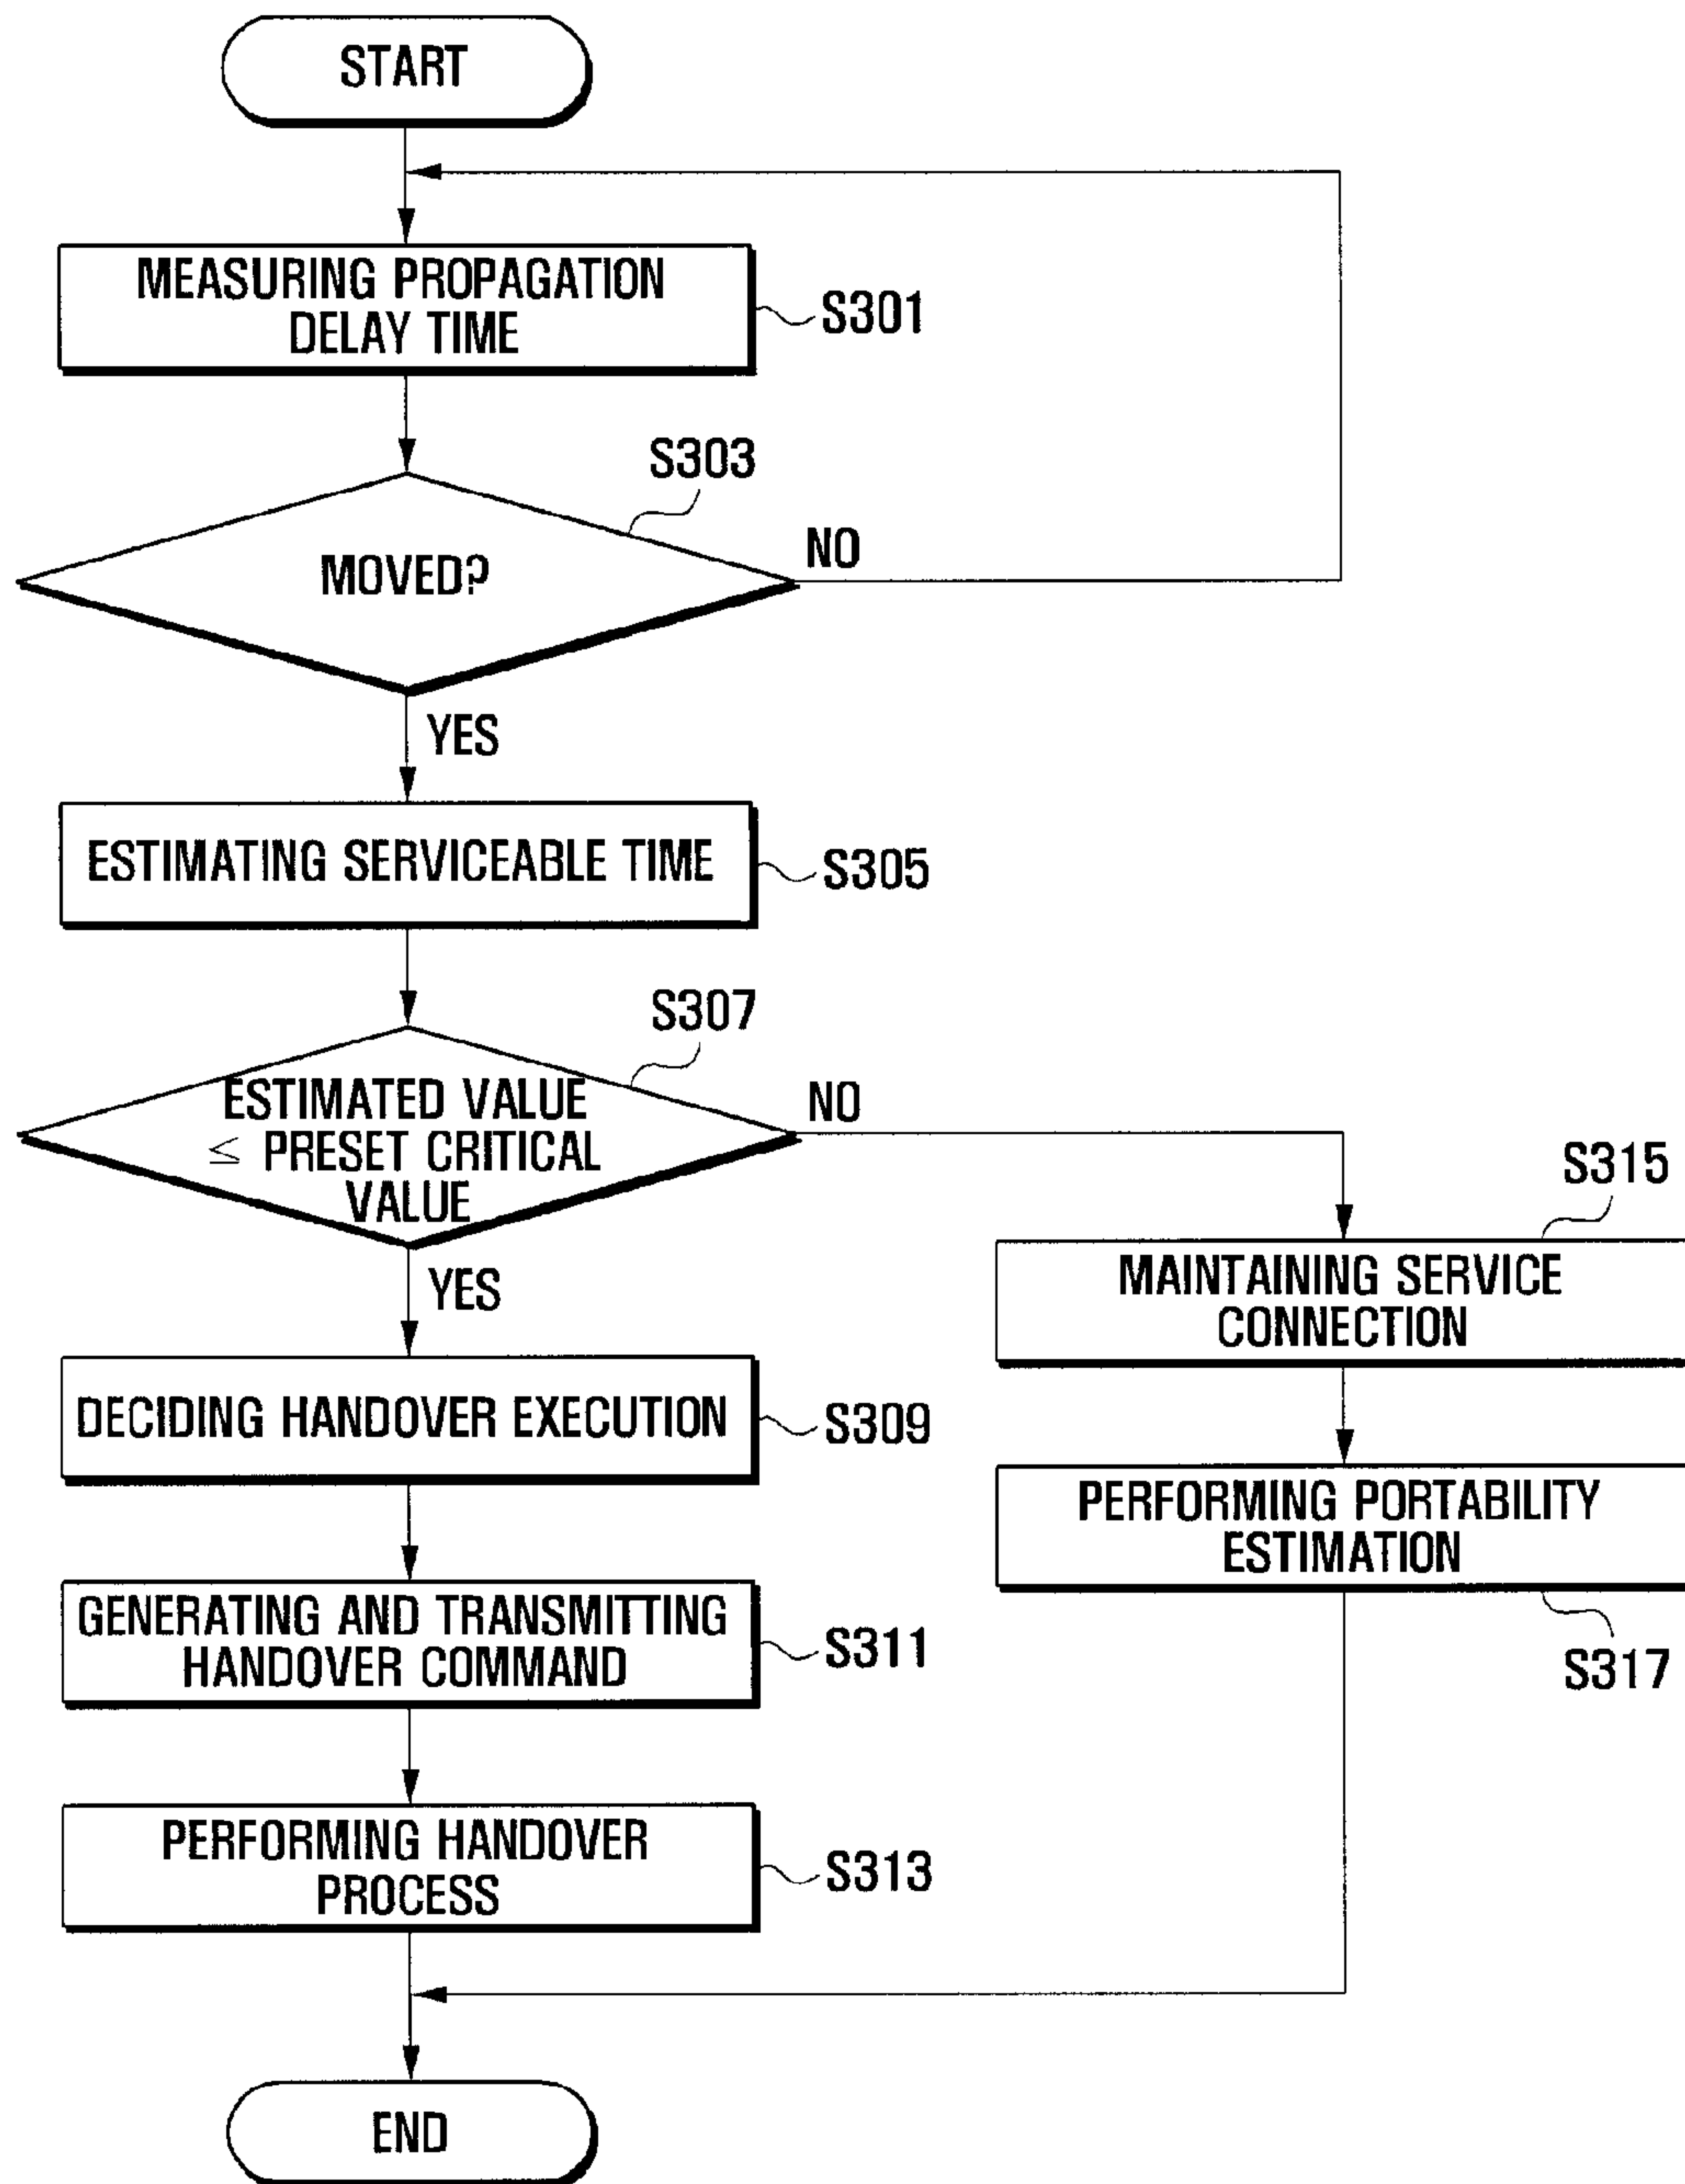 START
MEASURING PROPAGATION
DELAY TIME
S301
S303
MOVED?
NO
YES
ESTIMATING SERVICEABLE TIME
S305
S307
ESTIMATED VALUE
≤ PRESET CRITICAL
VALUE
NO
YES
S315
MAINTAINING SERVICE
CONNECTION
DECIDING HANDOVER EXECUTION
S309
PERFORMING PORTABILITY
ESTIMATION
S317
GENERATING AND TRANSMITTING
HANDOVER COMMAND
S311
PERFORMING HANDOVER
PROCESS
S313
END